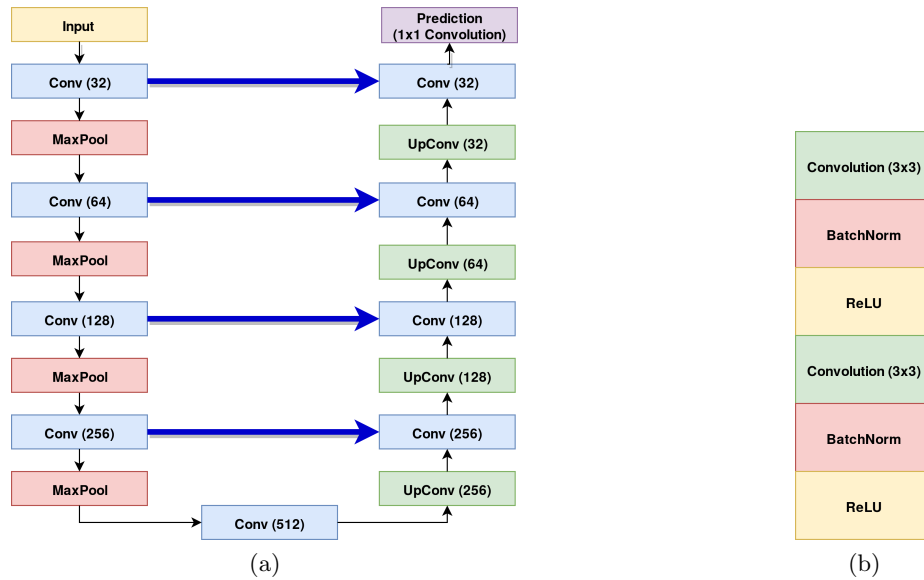 Input
Conv (32)
MaxPool
Conv (64)
MaxPool
Conv (128)
MaxPool
Conv (256)
MaxPool
Conv (512)
Prediction
(1x1 Convolution)
Conv (32)
UpConv (32)
Conv (64)
UpConv (64)
Conv (128)
UpConv (128)
Conv (256)
UpConv (256)
(a)
Convolution (3x3)
BatchNorm
ReLU
Convolution (3x3)
BatchNorm
ReLU
(b)